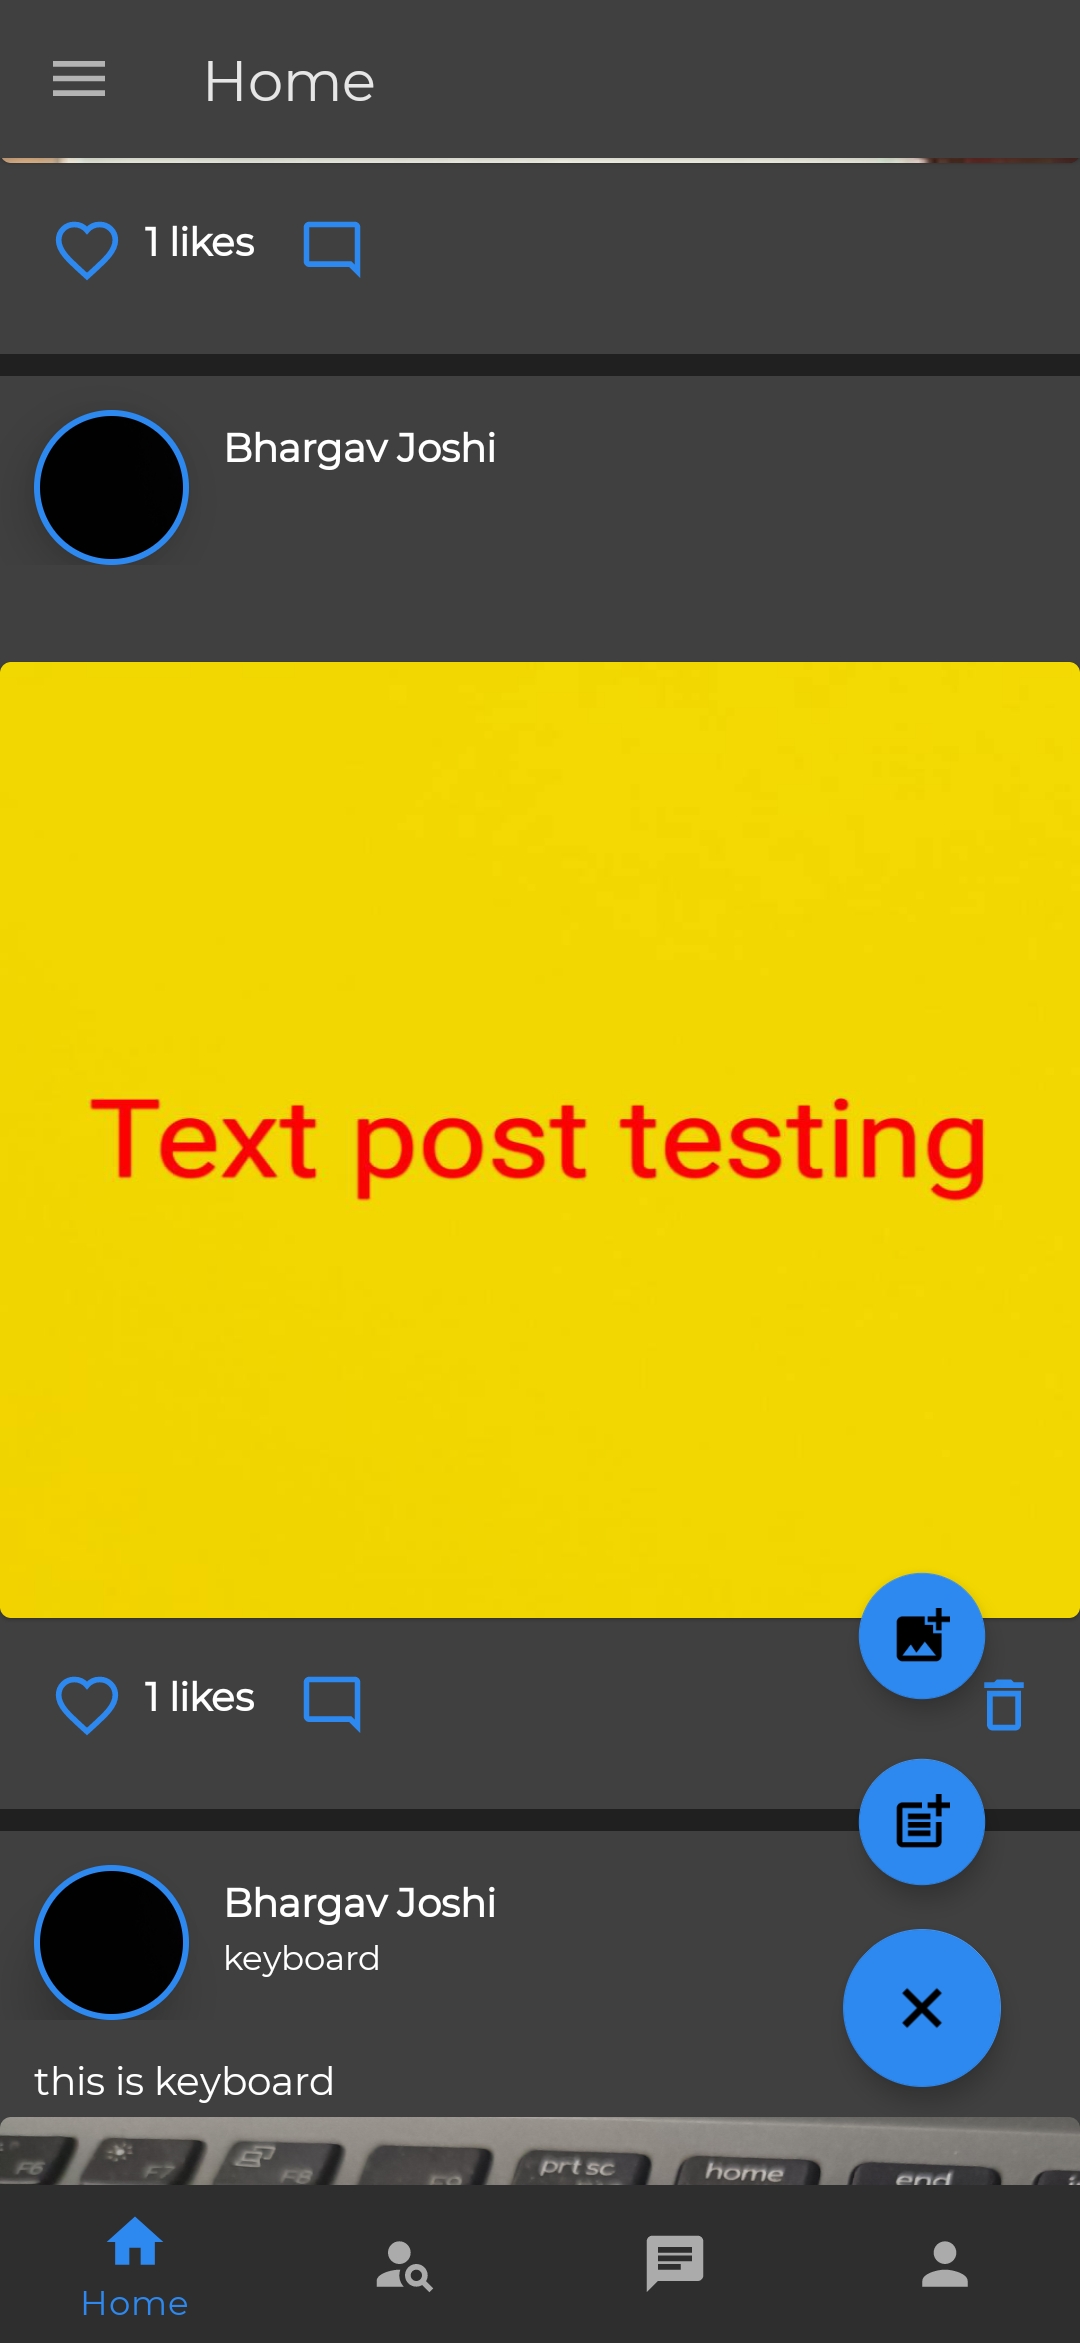 Home
1 likes
Bhargav Joshi
Text post testing
1 likes
Bhargav Joshi
keyboard
this is keyboard
F6 F7 F8 F9 prt sc home end
Home